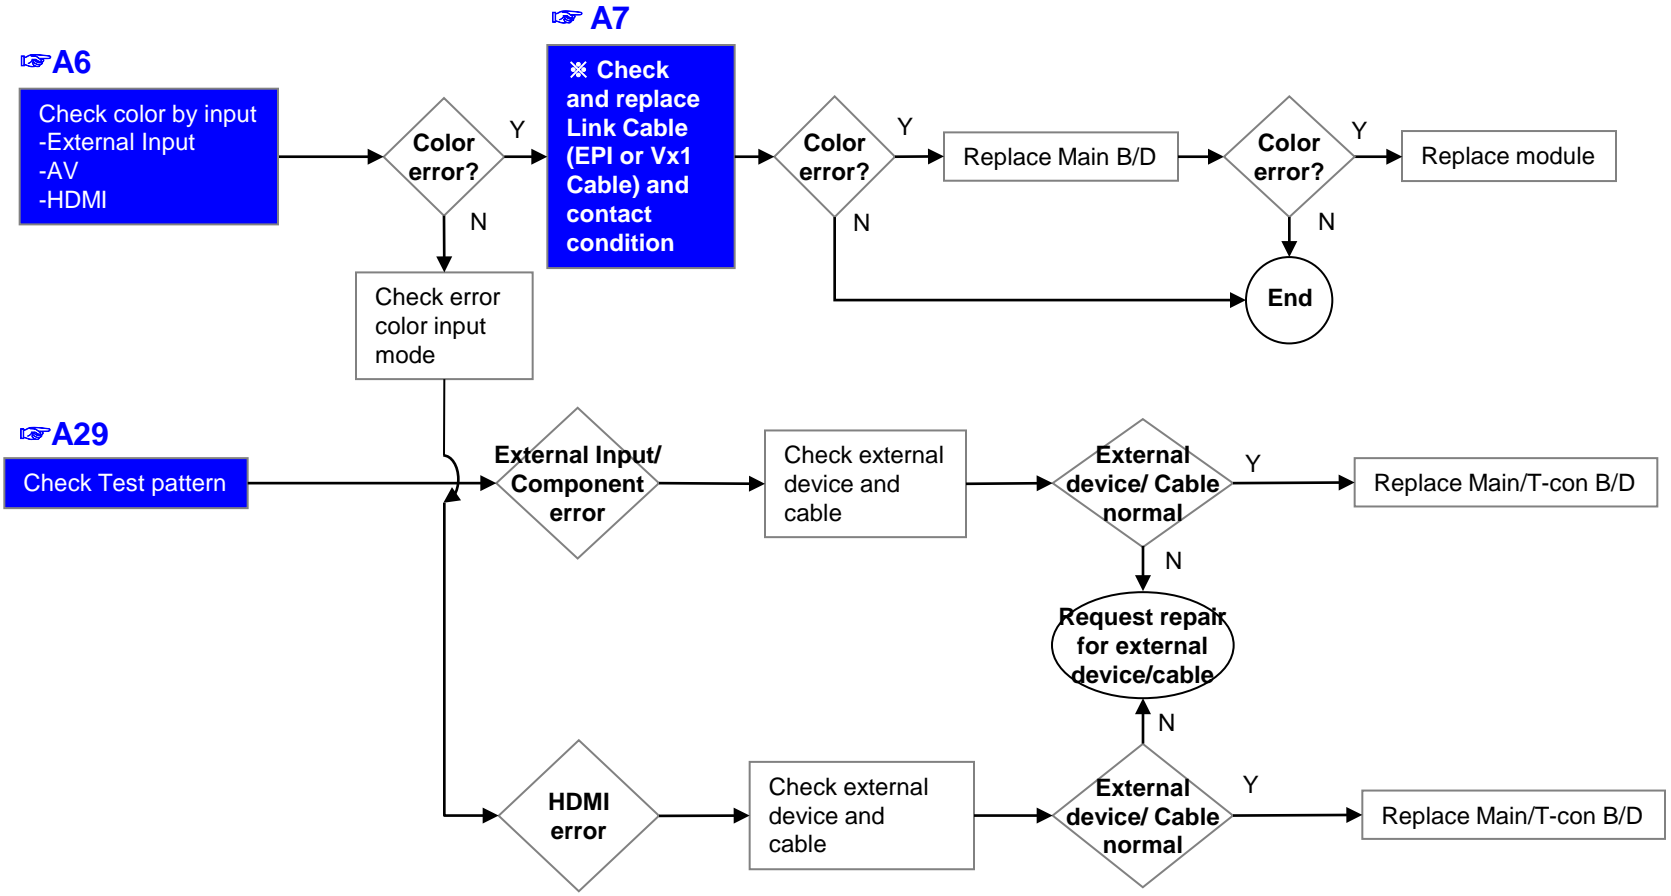 ☞ A7
☞A6
Check color by input
-External Input
-AV
-HDMI
Color
error?
Y
N
※ Check
and replace
Link Cable
(EPI or Vx1
Cable) and
contact
condition
Color
error?
Y
N
Replace Main B/D
Color
error?
Y
N
Replace module
End
Check error
color input
mode
☞A29
Check Test pattern
External Input/
Component
error
Check external
device and
cable
External
device/ Cable
normal
Y
N
Replace Main/T-con B/D
Request repair
for external
device/cable
N
HDMI
error
Check external
device and
cable
External
device/ Cable
normal
Y
Replace Main/T-con B/D